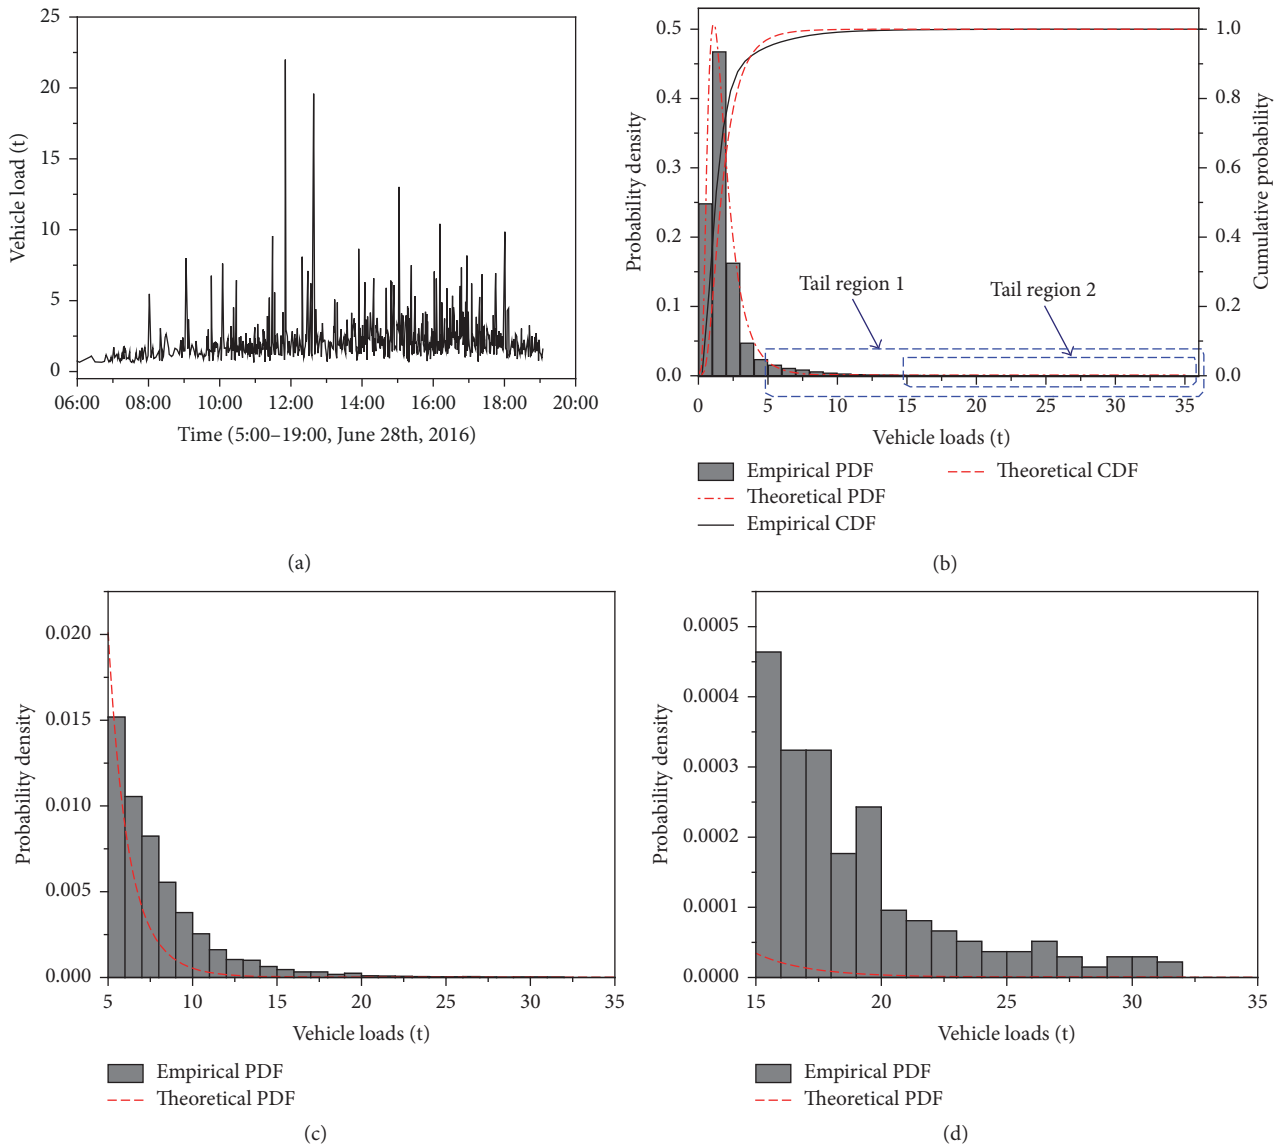 25
20
15
10
5
0
Vehicle load (t)
06:00 08:00 10:00 12:00 14:00 16:00 18:00 20:00
Time (5:00–19:00, June 28th, 2016)
(a)
0.5
0.4
0.3
0.2
0.1
0.0
Probability density
1.0
0.8
0.6
0.4
0.2
0.0
Cumulative probability
Tail region 1
Tail region 2
0 5 10 15 20 25 30 35
Vehicle loads (t)
Empirical PDF
Theoretical PDF
Empirical CDF
Theoretical CDF
(b)
0.020
0.015
0.010
0.005
0.000
Probability density
5 10 15 20 25 30 35
Vehicle loads (t)
Empirical PDF
Theoretical PDF
(c)
0.0005
0.0004
0.0003
0.0002
0.0001
0.0000
Probability density
15 20 25 30 35
Vehicle loads (t)
Empirical PDF
Theoretical PDF
(d)